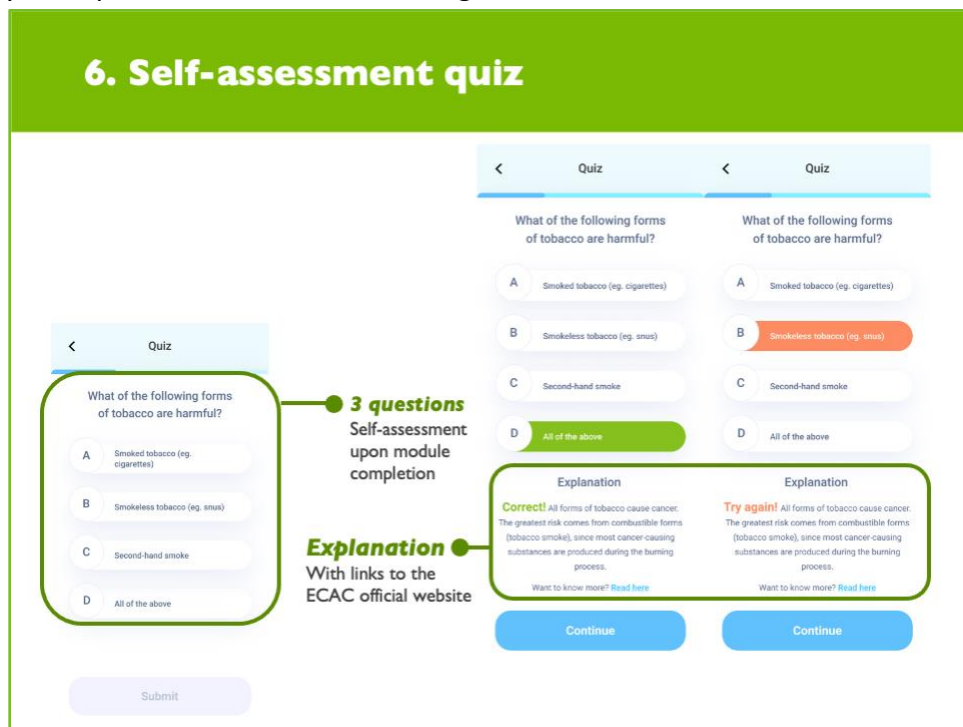 6. Self-assessment quiz
Quiz
What of the following forms
of tobacco are harmful?
A
Smoked tobacco (eg.
cigarettes)
B
Smokeless tobacco (eg. snus)
C
Second-hand smoke
D
All of the above
Submit
3 questions
Self-assessment
upon module
completion
Explanation
With links to the
ECAC official website
Quiz
What of the following forms
of tobacco are harmful?
A
Smoked tobacco (eg. cigarettes)
B
Smokeless tobacco (eg. snus)
C
Second-hand smoke
D
All of the above
Explanation
Correct! All forms of tobacco cause cancer.
The greatest risk comes from combustible forms
(tobacco smoke), since most cancer-causing
substances are produced during the burning
process.
Want to know more? Read here
Continue
Quiz
What of the following forms
of tobacco are harmful?
A
Smoked tobacco (eg. cigarettes)
B
Smokeless tobacco (eg. snus)
C
Second-hand smoke
D
All of the above
Explanation
Try again! All forms of tobacco cause cancer.
The greatest risk comes from combustible forms
(tobacco smoke), since most cancer-causing
substances are produced during the burning
process.
Want to know more? Read here
Continue